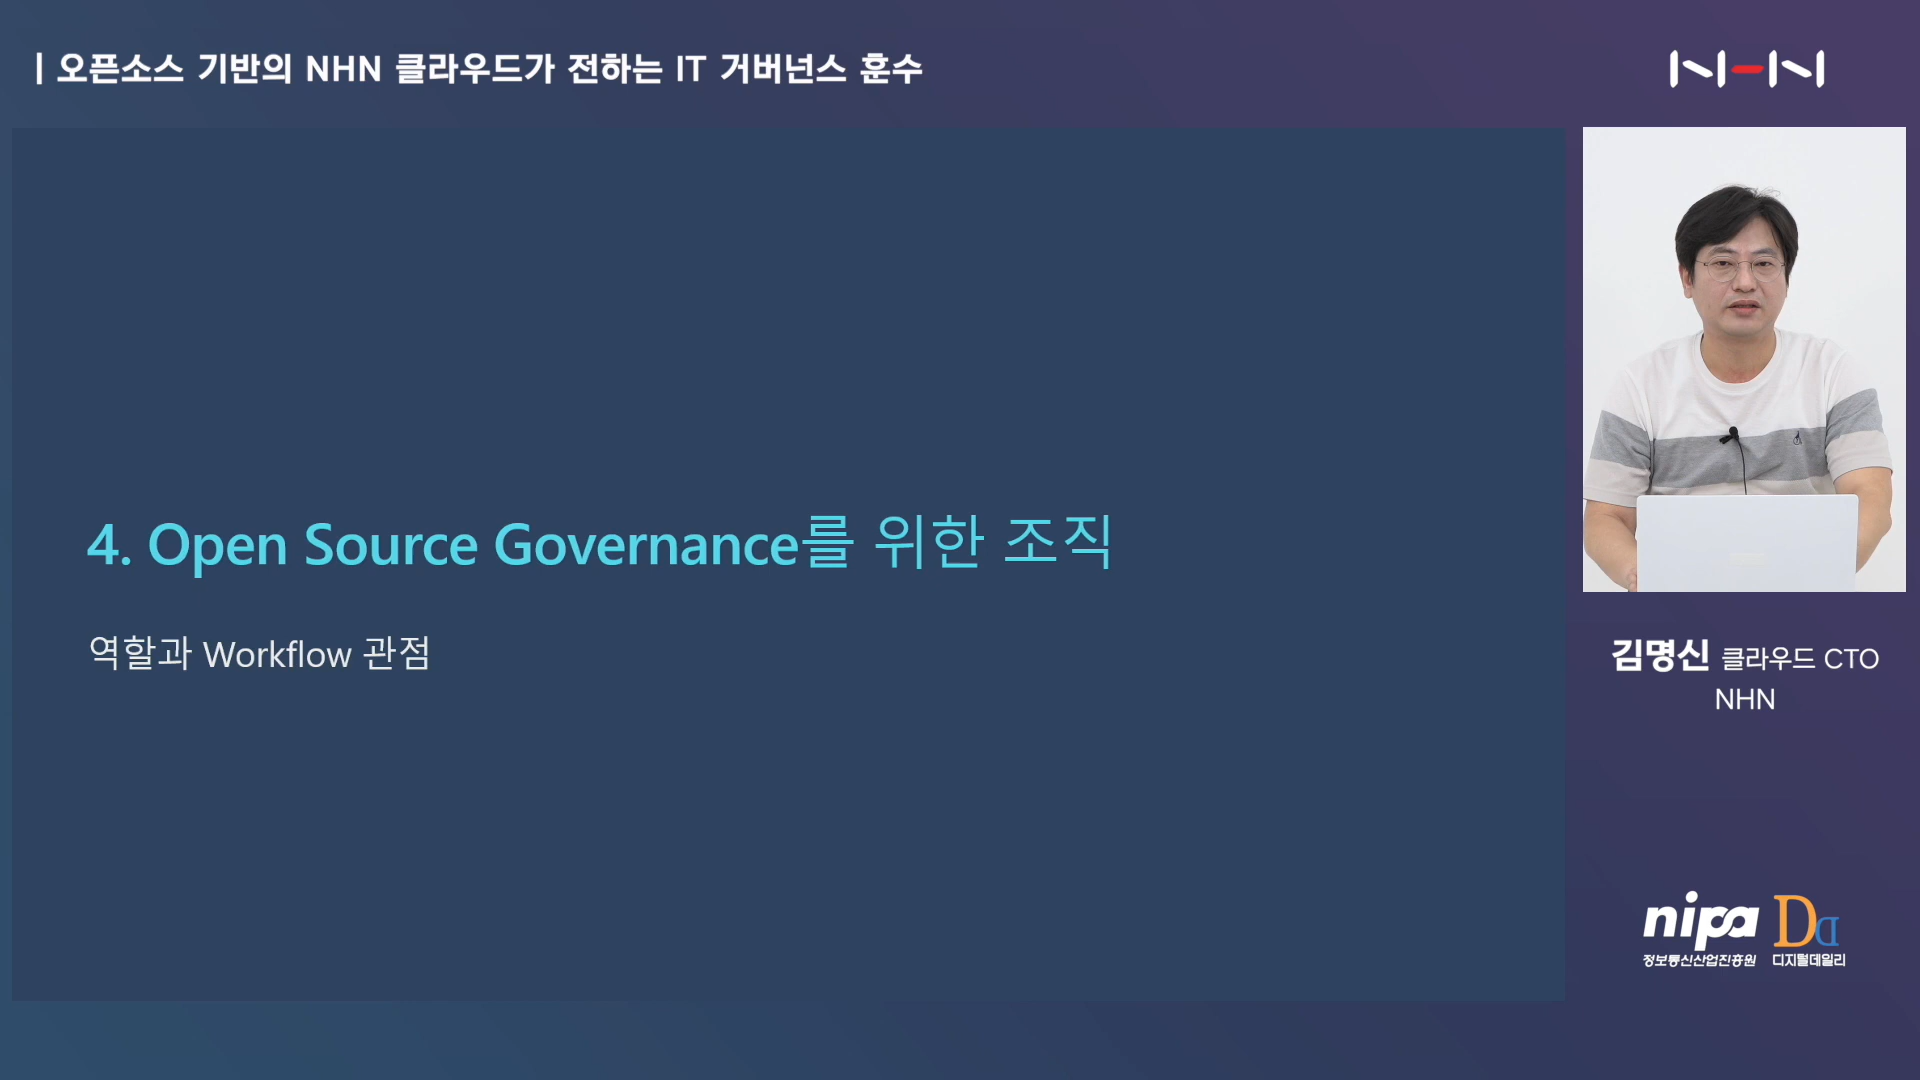 | 오픈소스 기반의 NHN 클라우드가 전하는 IT 거버넌스 훈수
NHN
4. Open Source Governance를 위한 조직
역할과 Workflow 관점
김명신 클라우드 CTO
NHN
nipa
정보통신산업진흥원
Dd
디지털데일리